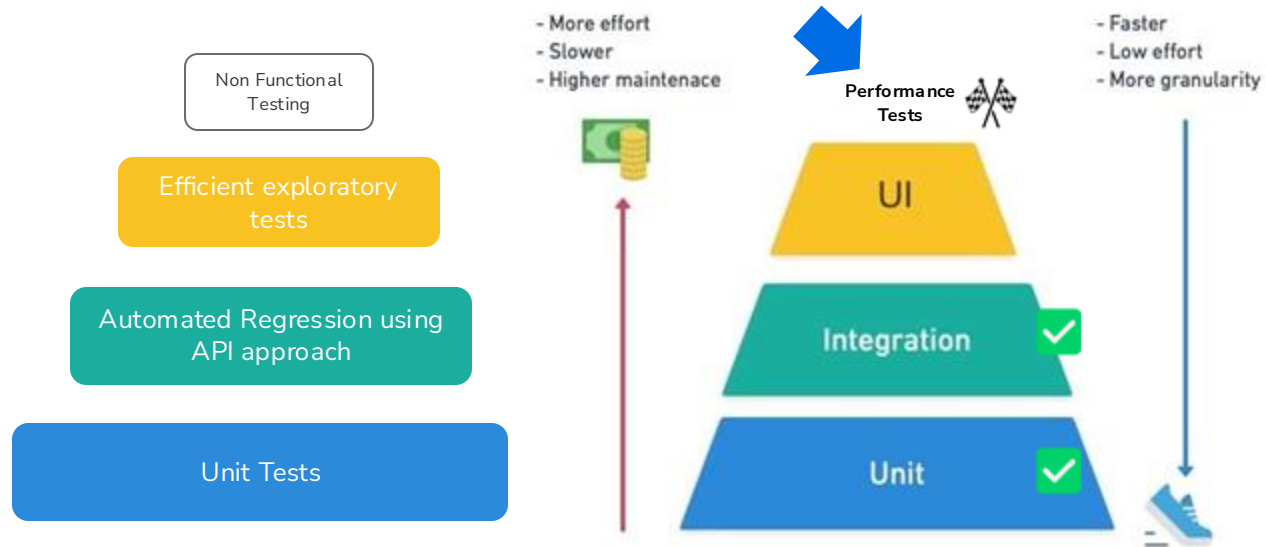 Non Functional
Testing
Efficient exploratory
tests
Automated Regression using
API approach
Unit Tests
- More effort
- Slower
- Higher maintenace
Performance
Tests
- Faster
- Low effort
- More granularity
UI
Integration
Unit